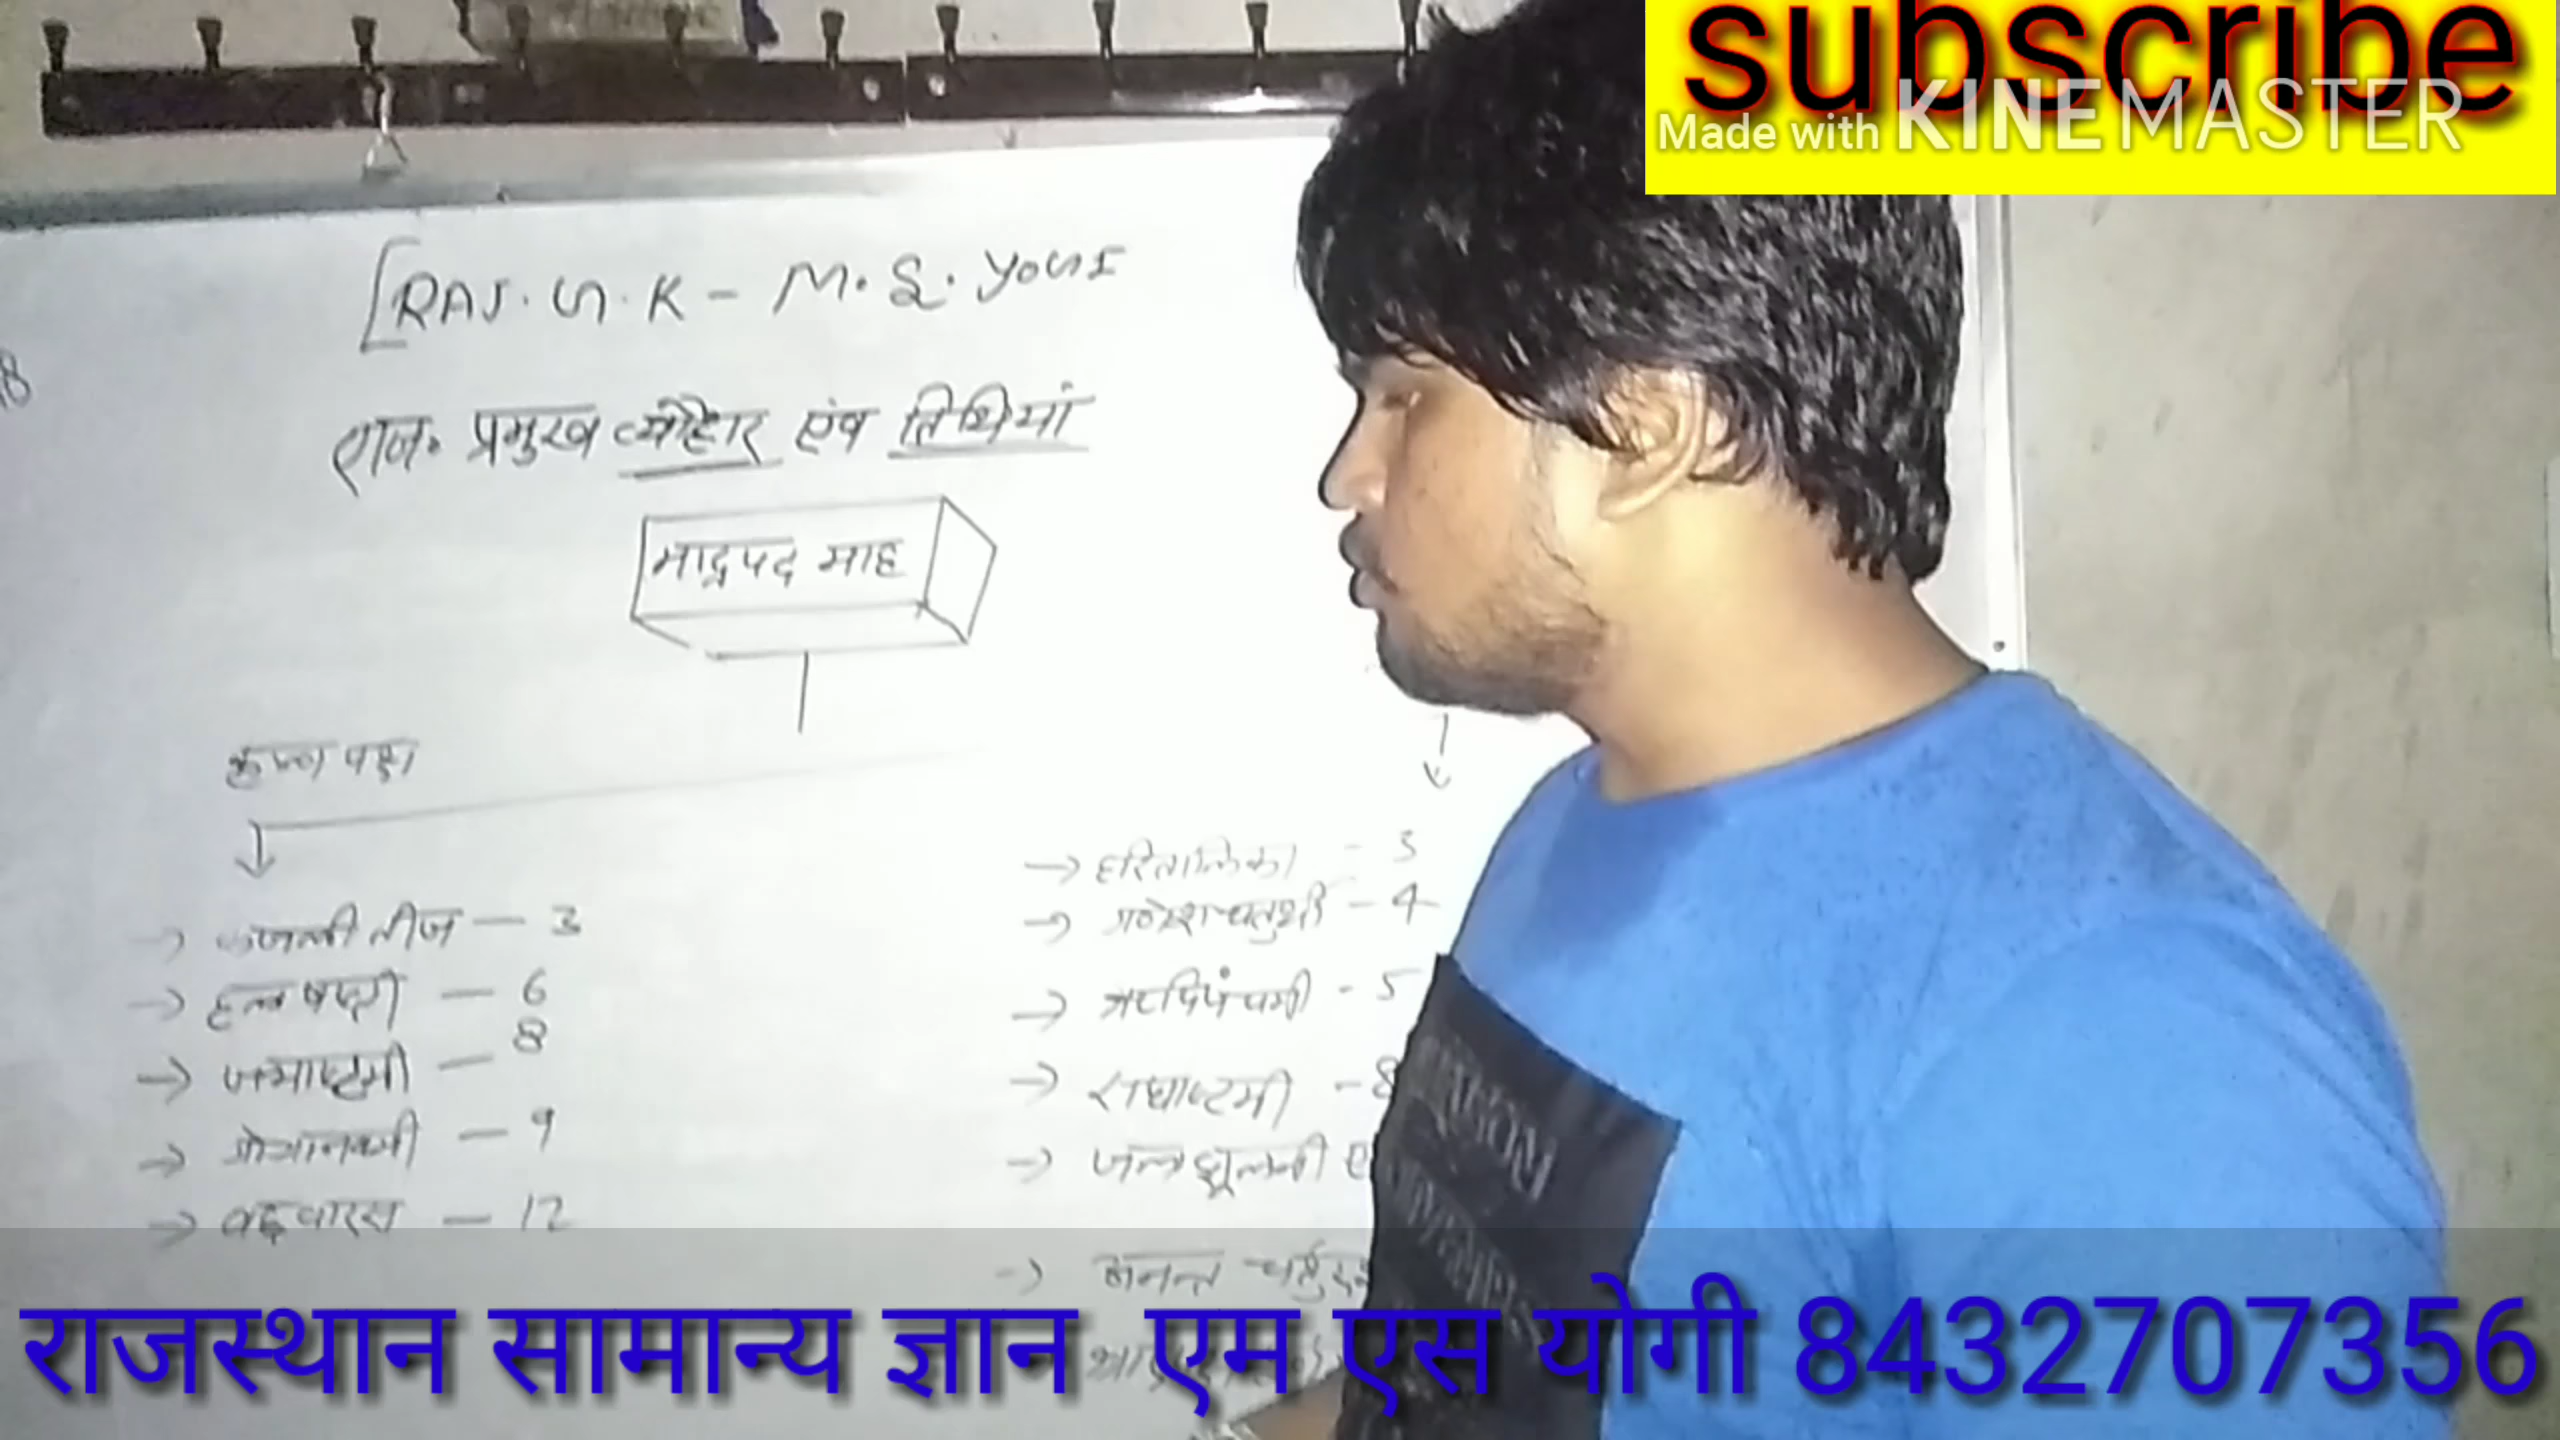 subscribe
Made with KINEMASTER
[RAJ. G. K - M. S. YOGI
राज. प्रमुख त्यौहार एंव तिथियां
भाद्रपद माह
कृष्ण पक्ष
→ कजली तीज — 3
→ हल षष्ठी — 6
→ जन्माष्टमी — 8
→ गोगानवमी — 9
→ बछबारस — 12
→ हरितालिका - 3
→ गणेश चतुर्थी - 4
→ ऋषिपंचमी - 5
→ राधाष्टमी - 8
→ जलझूलनी ए
→ अनन्त चर्तुद
राजस्थान सामान्य ज्ञान एम एस योगी 8432707356